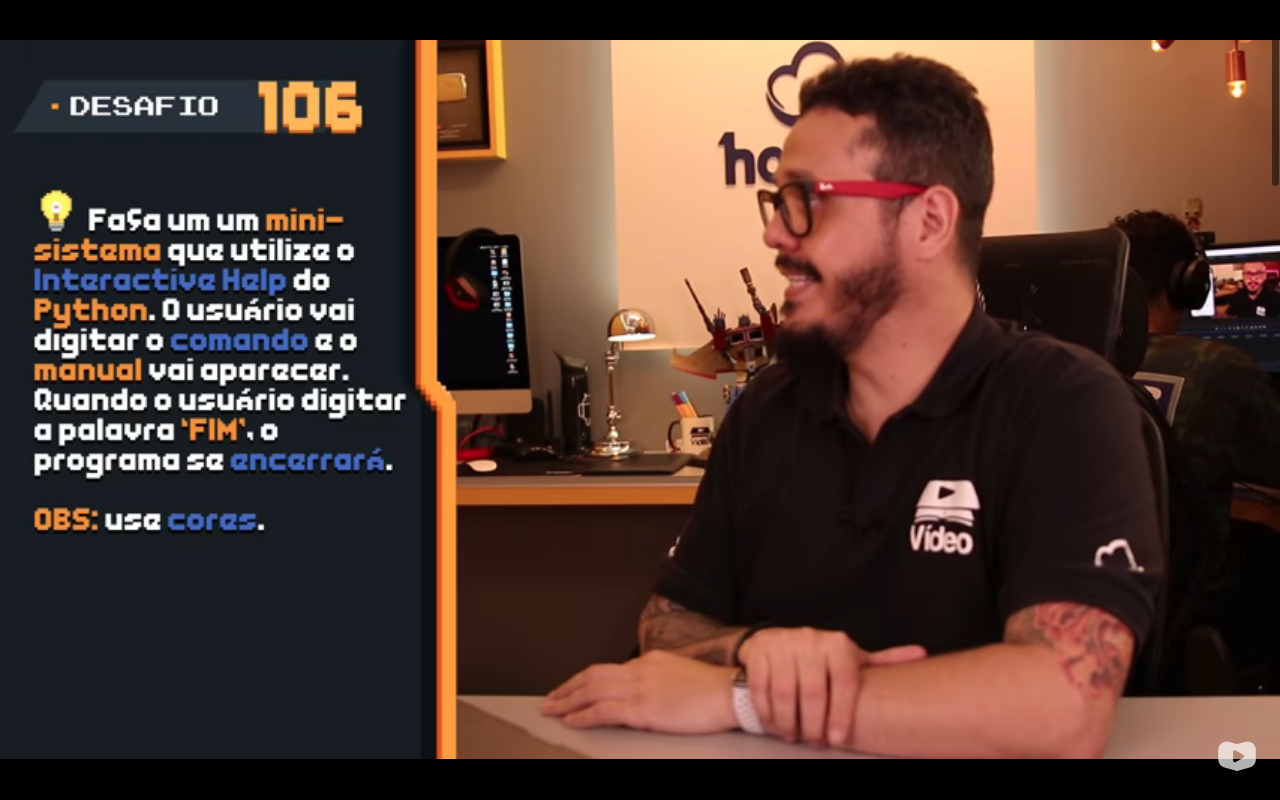 DESAFIO 106
Faça um um mini-
sistema que utilize o
Interactive Help do
Python. O usuário vai
digitar o comando e o
manual vai aparecer.
Quando o usuário digitar
a palavra 'FIM', o
programa se encerrará.
OBS: use cores.
ho
Vídeo